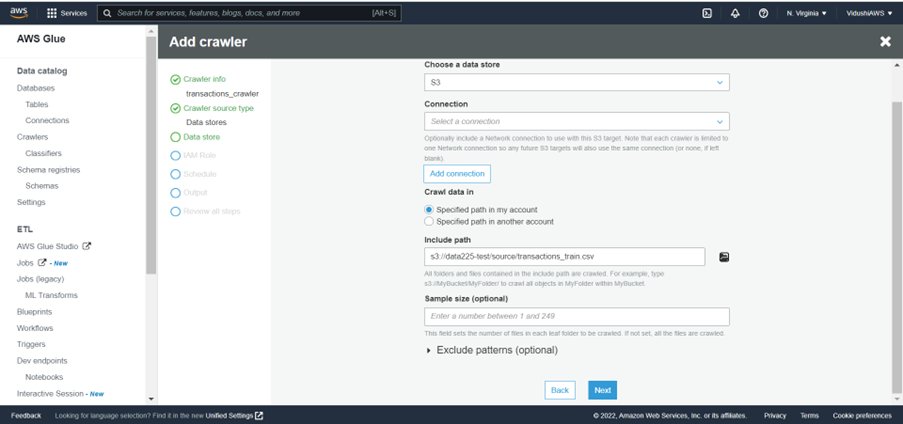 aws
Services
Search for services, features, blogs, docs, and more
[Alt+S]
N. Virginia
VidushiAWS
AWS Glue
Data catalog
Databases
Tables
Connections
Crawlers
Classifiers
Schema registries
Schemas
Settings
ETL
AWS Glue Studio
Jobs - New
Jobs (legacy)
ML Transforms
Blueprints
Workflows
Triggers
Dev endpoints
Notebooks
Interactive Session - New
Add crawler
Crawler info
transactions_crawler
Crawler source type
Data stores
Data store
IAM Role
Schedule
Output
Review all steps
Choose a data store
S3
Connection
Select a connection
Optionally include a Network connection to use with this S3 target. Note that each crawler is limited to
one Network connection so any future S3 targets will also use the same connection (or none, if left
blank).
Add connection
Crawl data in
Specified path in my account
Specified path in another account
Include path
s3://data225-test/source/transactions_train.csv
All folders and files contained in the include path are crawled. For example, type
s3://MyBucket/MyFolder/ to crawl all objects in MyFolder within MyBucket.
Sample size (optional)
Enter a number between 1 and 249
This field sets the number of files in each leaf folder to be crawled. If not set, all the files are crawled.
Exclude patterns (optional)
Back
Next
Feedback
Looking for language selection? Find it in the new Unified Settings
© 2022, Amazon Web Services, Inc. or its affiliates.
Privacy
Terms
Cookie preferences